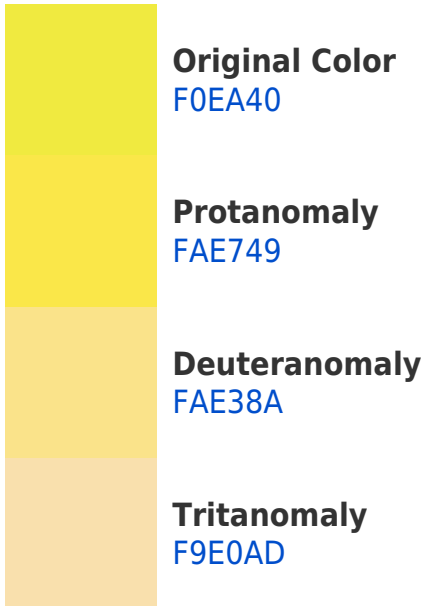 Original Color
F0EA40
Protanomaly
FAE749
Deuteranomaly
FAE38A
Tritanomaly
F9E0AD